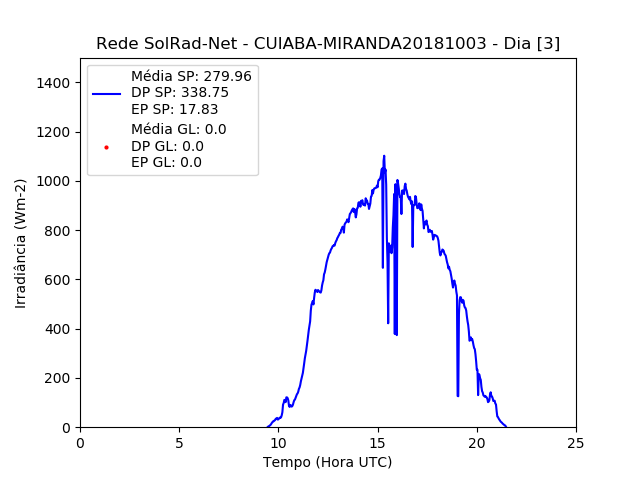 Rede SolRad-Net - CUIABA-MIRANDA20181003 - Dia [3]
Média SP: 279.96
DP SP: 338.75
EP SP: 17.83
Média GL: 0.0
DP GL: 0.0
EP GL: 0.0
1400
1200
1000
800
600
400
200
0
Irradiância (Wm-2)
0 5 10 15 20 25
Tempo (Hora UTC)